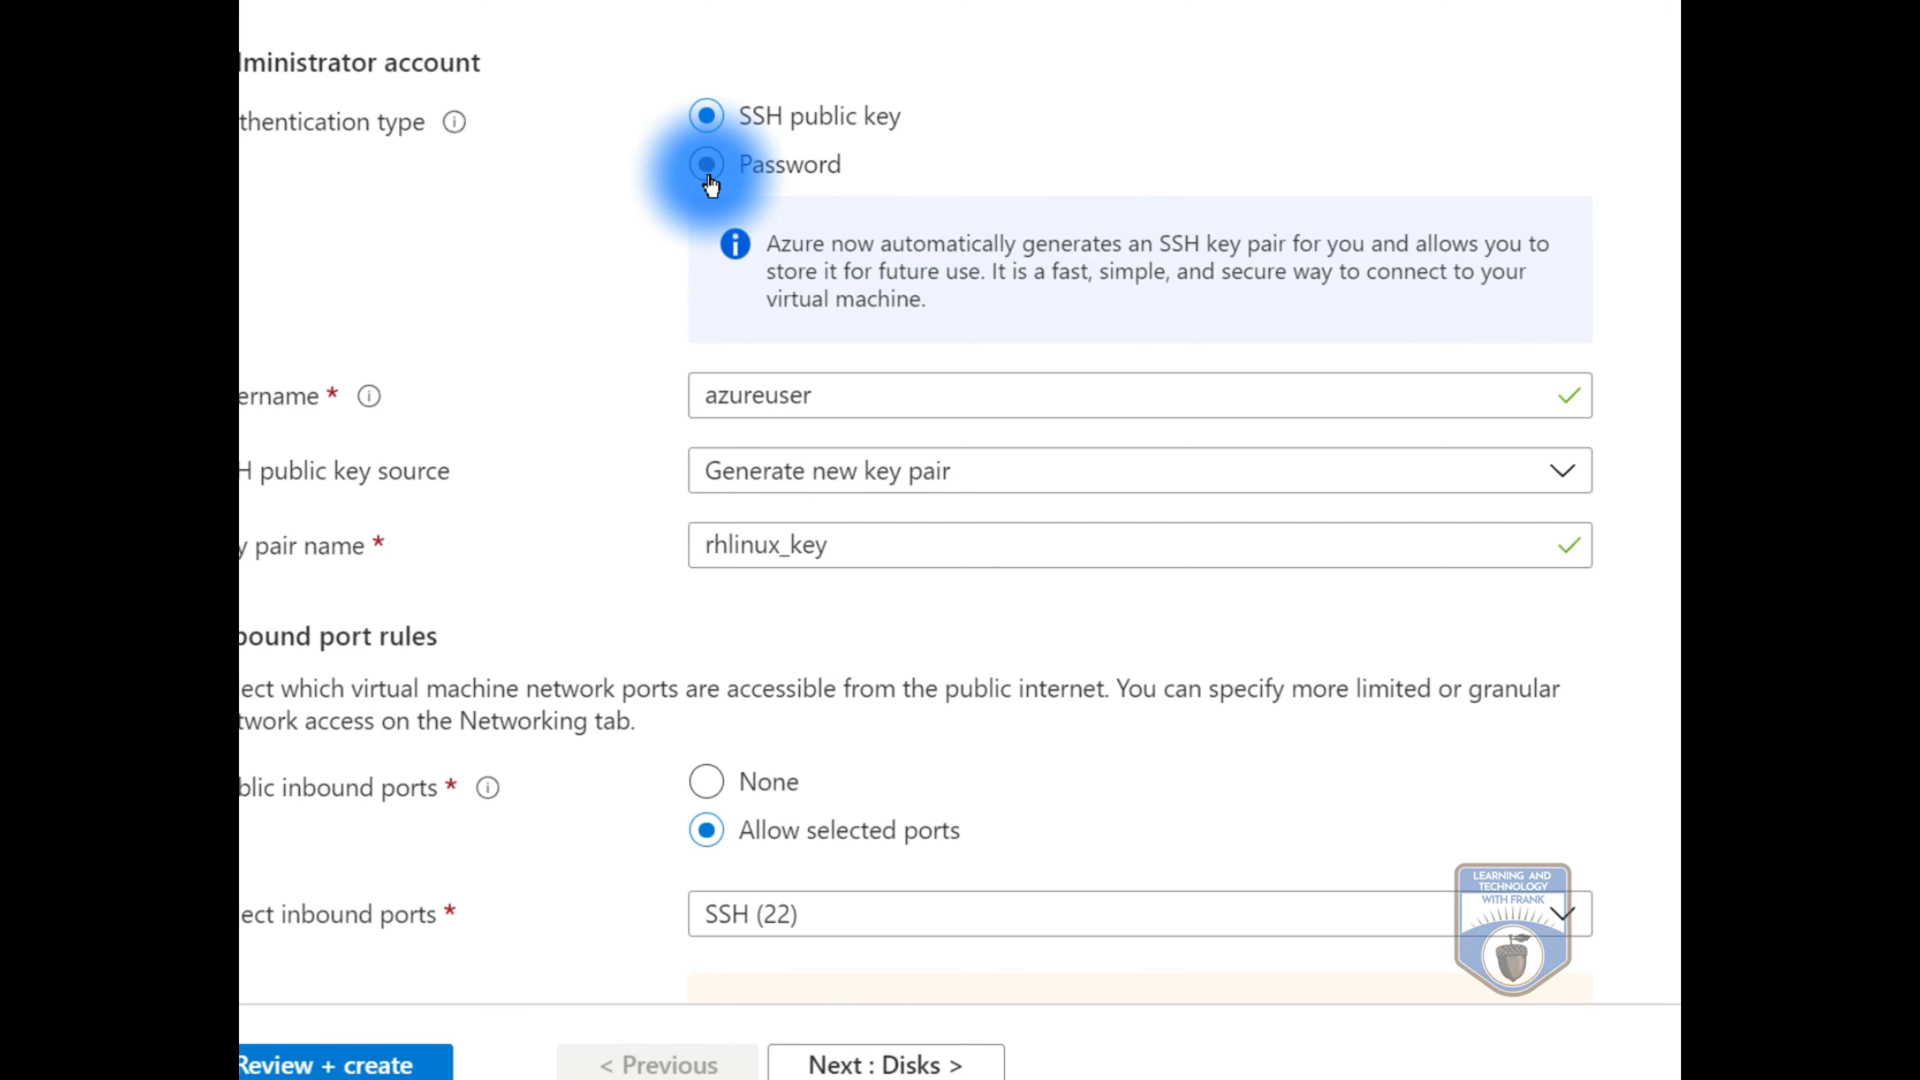 ministrator account
thentication type
SSH public key
Password
Azure now automatically generates an SSH key pair for you and allows you to
store it for future use. It is a fast, simple, and secure way to connect to your
virtual machine.
ername *
azureuser
H public key source
Generate new key pair
y pair name *
rhlinux_key
bound port rules
ect which virtual machine network ports are accessible from the public internet. You can specify more limited or granular
twork access on the Networking tab.
blic inbound ports *
None
Allow selected ports
ect inbound ports *
SSH (22)
LEARNING AND
TECHNOLOGY
WITH FRANK
Review + create
< Previous
Next : Disks >